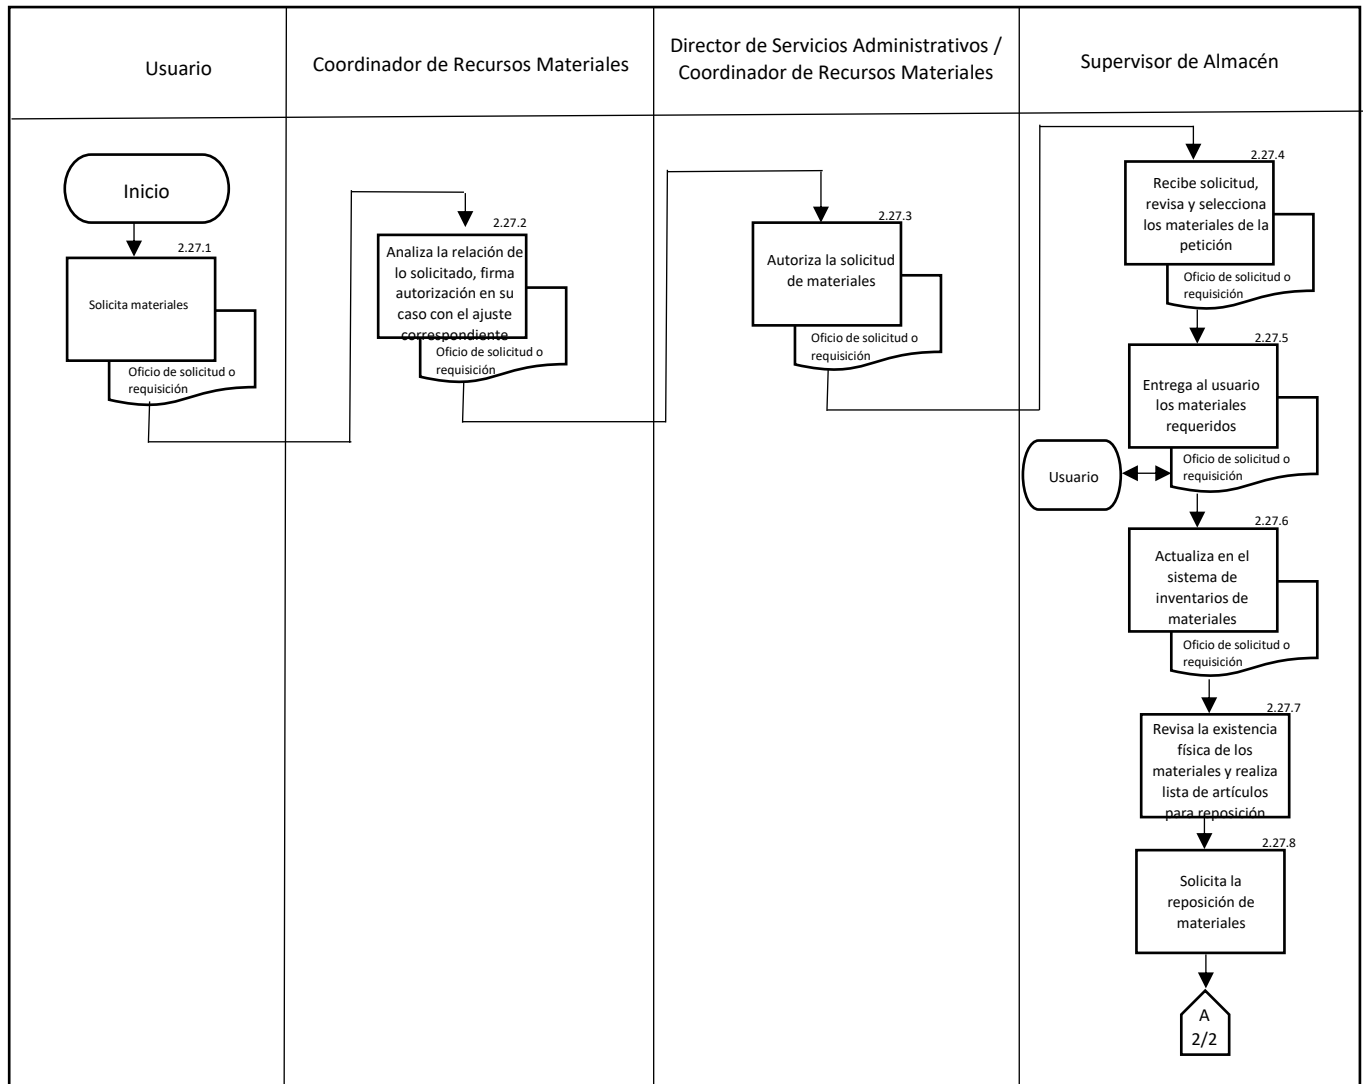 Usuario
Coordinador de Recursos Materiales
Director de Servicios Administrativos /
Coordinador de Recursos Materiales
Supervisor de Almacén
Inicio
2.27.1
Solicita materiales
Oficio de solicitud o
requisición
2.27.2
Analiza la relación de
lo solicitado, firma
autorización en su
caso con el ajuste
correspondiente
Oficio de solicitud o
requisición
2.27.3
Autoriza la solicitud
de materiales
Oficio de solicitud o
requisición
2.27.4
Recibe solicitud,
revisa y selecciona
los materiales de la
petición
Oficio de solicitud o
requisición
2.27.5
Entrega al usuario
los materiales
requeridos
Oficio de solicitud o
requisición
Usuario
2.27.6
Actualiza en el
sistema de
inventarios de
materiales
Oficio de solicitud o
requisición
2.27.7
Revisa la existencia
física de los
materiales y realiza
lista de artículos
para reposición
2.27.8
Solicita la
reposición de
materiales
A
2/2